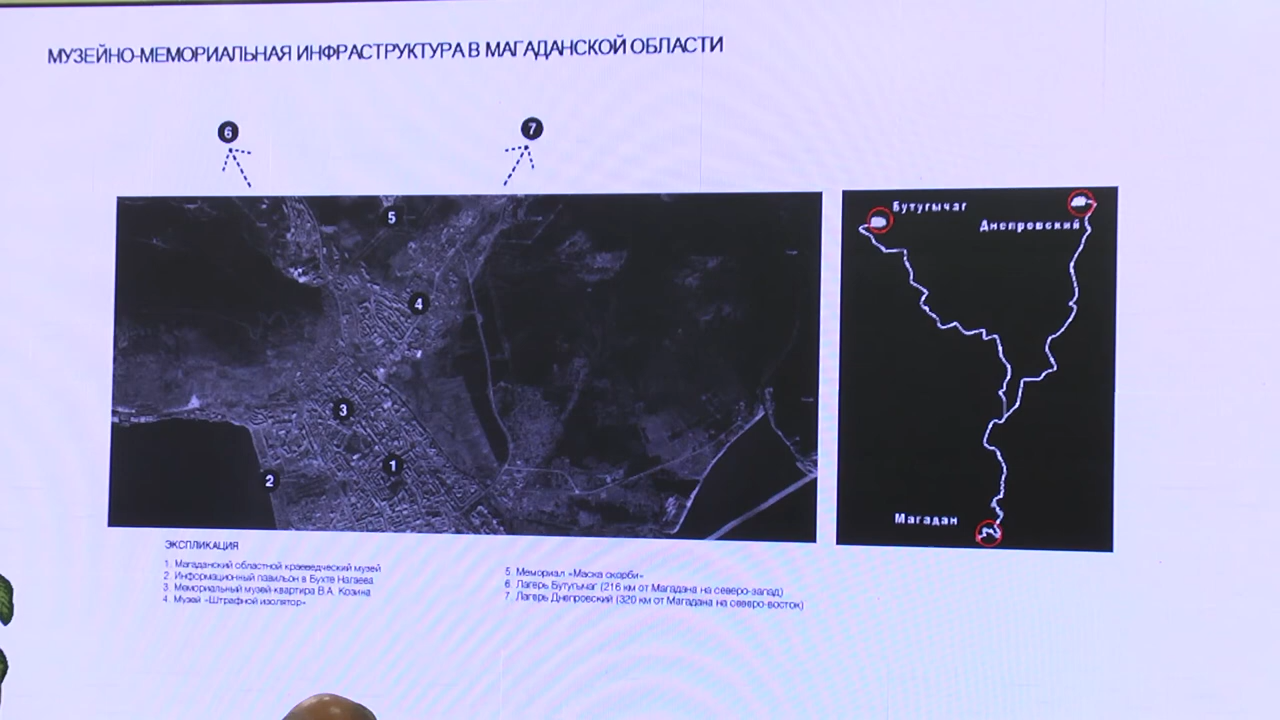 МУЗЕЙНО-МЕМОРИАЛЬНАЯ ИНФРАСТРУКТУРА В МАГАДАНСКОЙ ОБЛАСТИ
6
7
5
4
3
1
2
Бутугычаг
Днепровский
Магадан
ЭКСПЛИКАЦИЯ
1. Магаданский областной краеведческий музей
2. Информационный павильон в Бухте Нагаева
3. Мемориальный музей-квартира В.А. Козина
4. Музей «Штрафной изолятор»
5. Мемориал «Маска скорби»
6. Лагерь Бутугычаг (216 км от Магадана на северо-запад)
7. Лагерь Днепровский (320 км от Магадана на северо-восток)